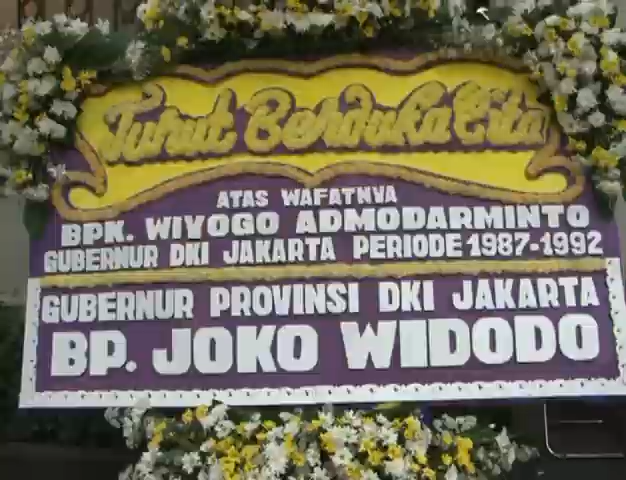 Turut Berduka Cita
ATAS WAFATNYA
BPK. WIYOGO ADMODARMINTO
GUBERNUR DKI JAKARTA PERIODE 1987-1992
GUBERNUR PROVINSI DKI JAKARTA
BP. JOKO WIDODO